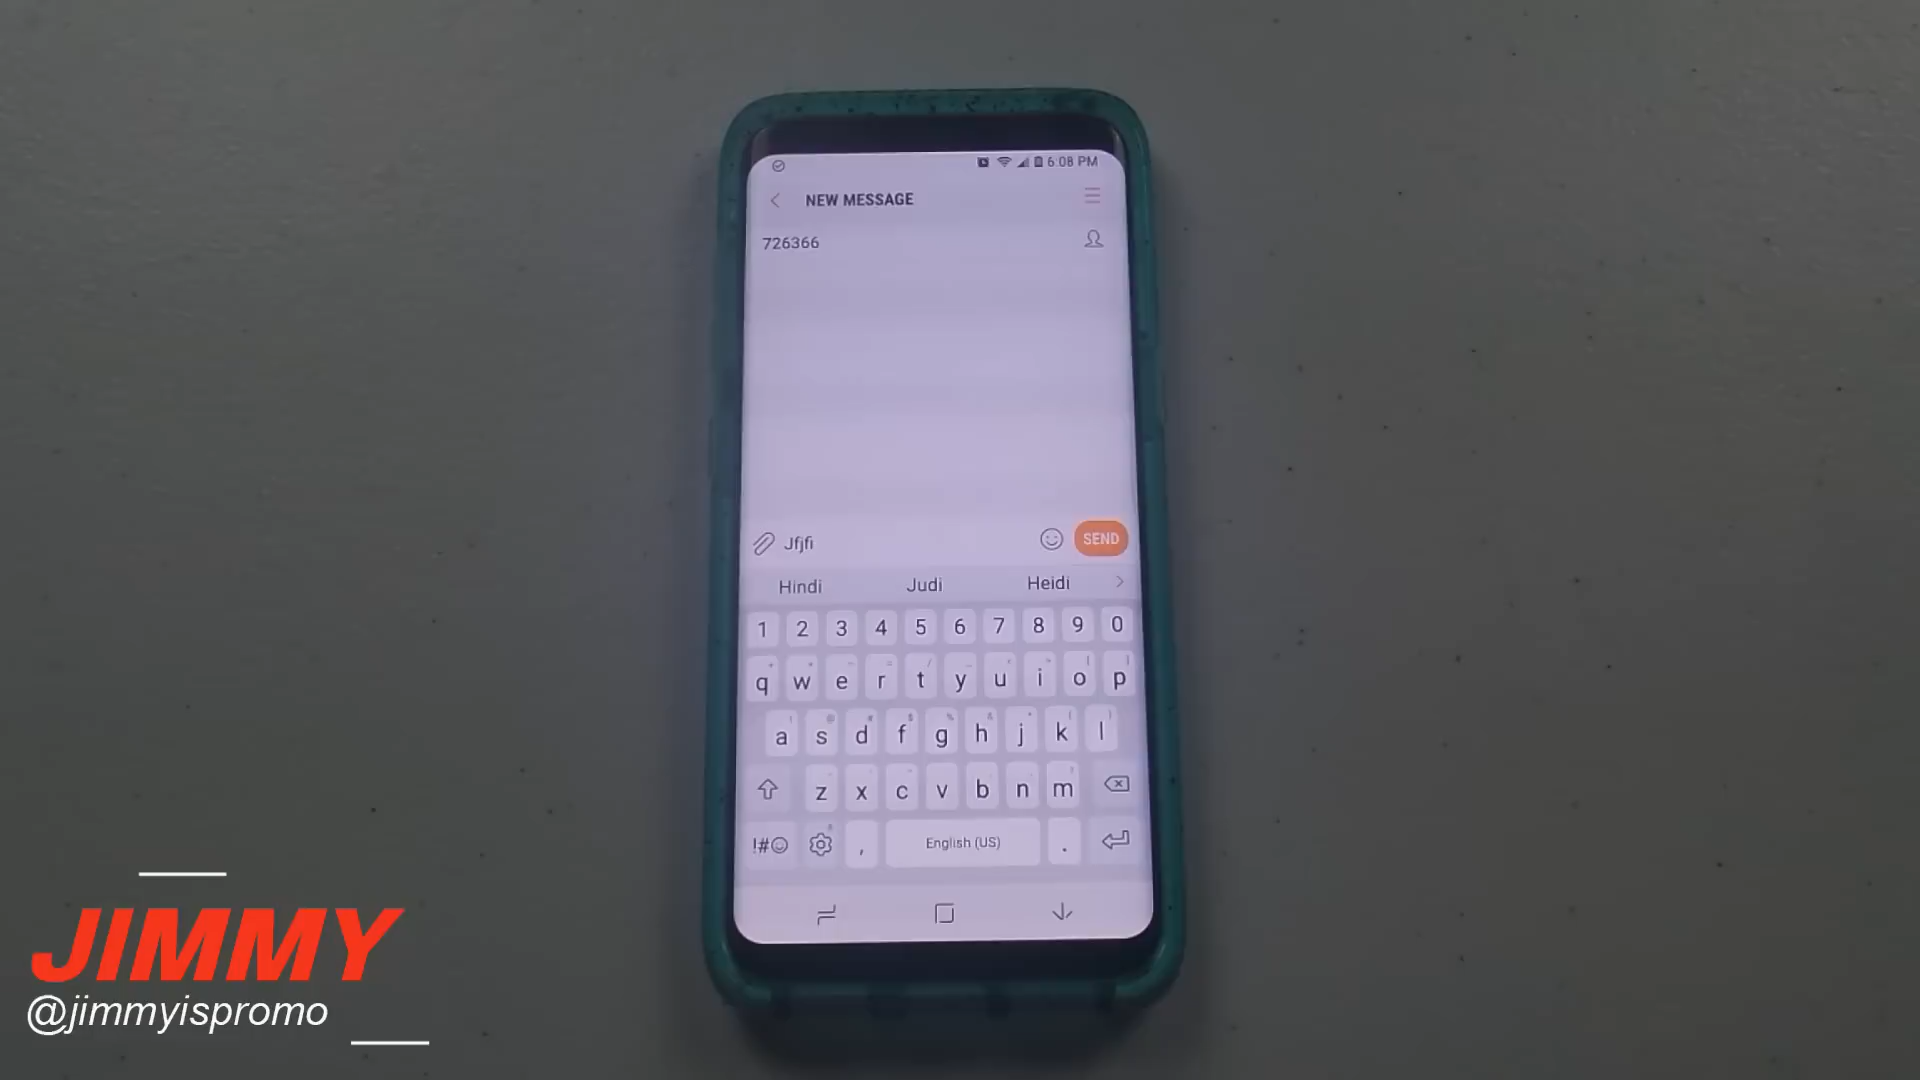 6:08 PM
NEW MESSAGE
726366
Jfjfi
SEND
Hindi Judi Heidi
1 2 3 4 5 6 7 8 9 0
q w e r t y u i o p
a s d f g h j k l
z x c v b n m
!# , English (US) .
JIMMY
@jimmyispromo